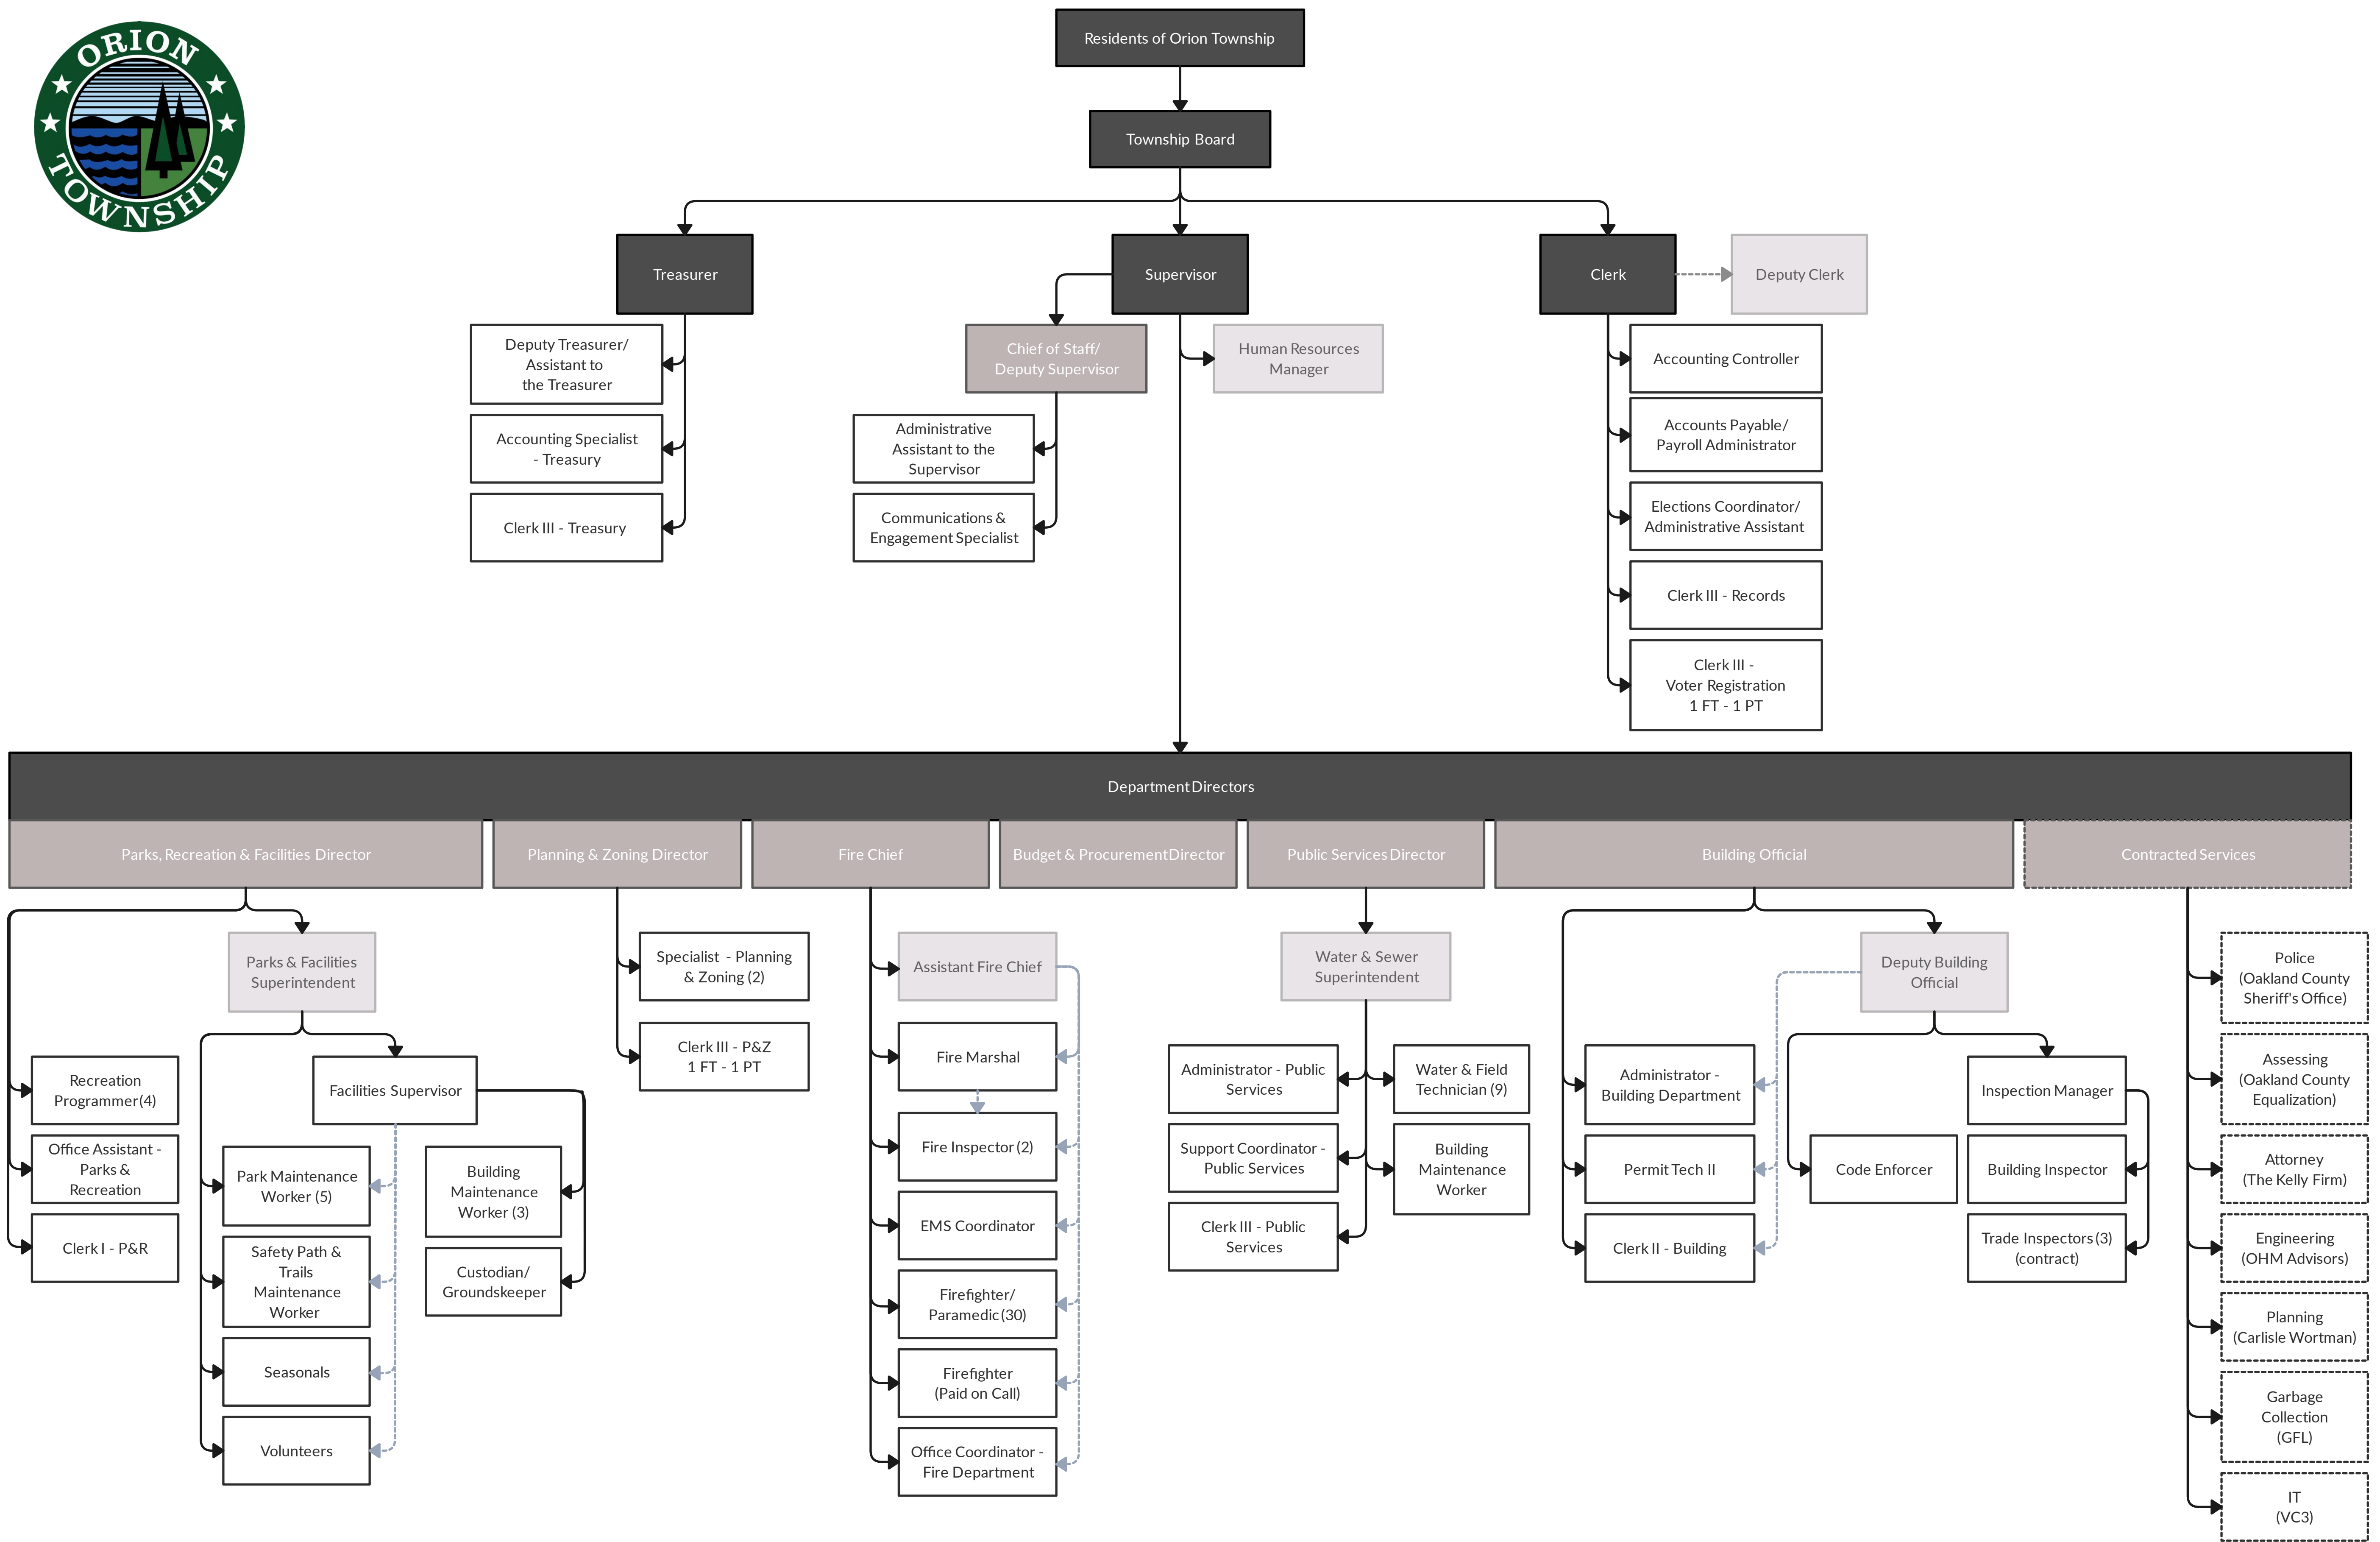 ORION
TOWNSHIP
Residents of Orion Township
Township Board
Treasurer
Supervisor
Clerk
Deputy Clerk
Deputy Treasurer/
Assistant to
the Treasurer
Accounting Specialist
- Treasury
Clerk III - Treasury
Chief of Staff/
Deputy Supervisor
Human Resources
Manager
Administrative
Assistant to the
Supervisor
Communications &
Engagement Specialist
Accounting Controller
Accounts Payable/
Payroll Administrator
Elections Coordinator/
Administrative Assistant
Clerk III - Records
Clerk III -
Voter Registration
1 FT - 1 PT
Department Directors
Parks, Recreation & Facilities Director
Planning & Zoning Director
Fire Chief
Budget & Procurement Director
Public Services Director
Building Official
Contracted Services
Parks & Facilities
Superintendent
Recreation
Programmer (4)
Office Assistant -
Parks &
Recreation
Clerk I - P&R
Facilities Supervisor
Park Maintenance
Worker (5)
Safety Path &
Trails
Maintenance
Worker
Seasonals
Volunteers
Building
Maintenance
Worker (3)
Custodian/
Groundskeeper
Specialist - Planning
& Zoning (2)
Clerk III - P&Z
1 FT - 1 PT
Assistant Fire Chief
Fire Marshal
Fire Inspector (2)
EMS Coordinator
Firefighter/
Paramedic (30)
Firefighter
(Paid on Call)
Office Coordinator -
Fire Department
Water & Sewer
Superintendent
Administrator - Public
Services
Support Coordinator -
Public Services
Clerk III - Public
Services
Water & Field
Technician (9)
Building
Maintenance
Worker
Deputy Building
Official
Administrator -
Building Department
Permit Tech II
Clerk II - Building
Code Enforcer
Inspection Manager
Building Inspector
Trade Inspectors (3)
(contract)
Police
(Oakland County
Sheriff's Office)
Assessing
(Oakland County
Equalization)
Attorney
(The Kelly Firm)
Engineering
(OHM Advisors)
Planning
(Carlisle Wortman)
Garbage
Collection
(GFL)
IT
(VC3)